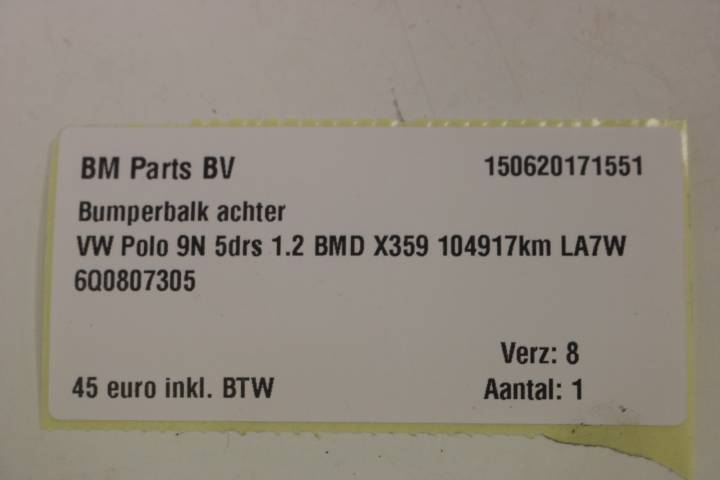 BM Parts BV 150620171551
Bumperbalk achter
VW Polo 9N 5drs 1.2 BMD X359 104917km LA7W
6Q0807305
Verz: 8
45 euro inkl. BTW Aantal: 1